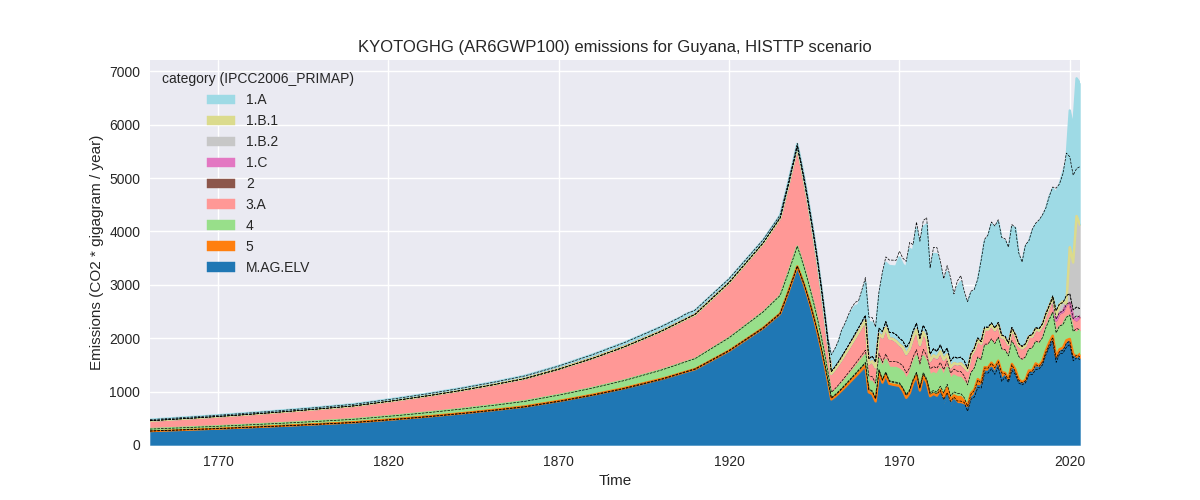 KYOTOGHG (AR6GWP100) emissions for Guyana, HISTTP scenario
Emissions (CO2 * gigagram / year)
7000
6000
5000
4000
3000
2000
1000
0
category (IPCC2006_PRIMAP)
1.A
1.B.1
1.B.2
1.C
2
3.A
4
5
M.AG.ELV
1770
1820
1870
1920
1970
2020
Time